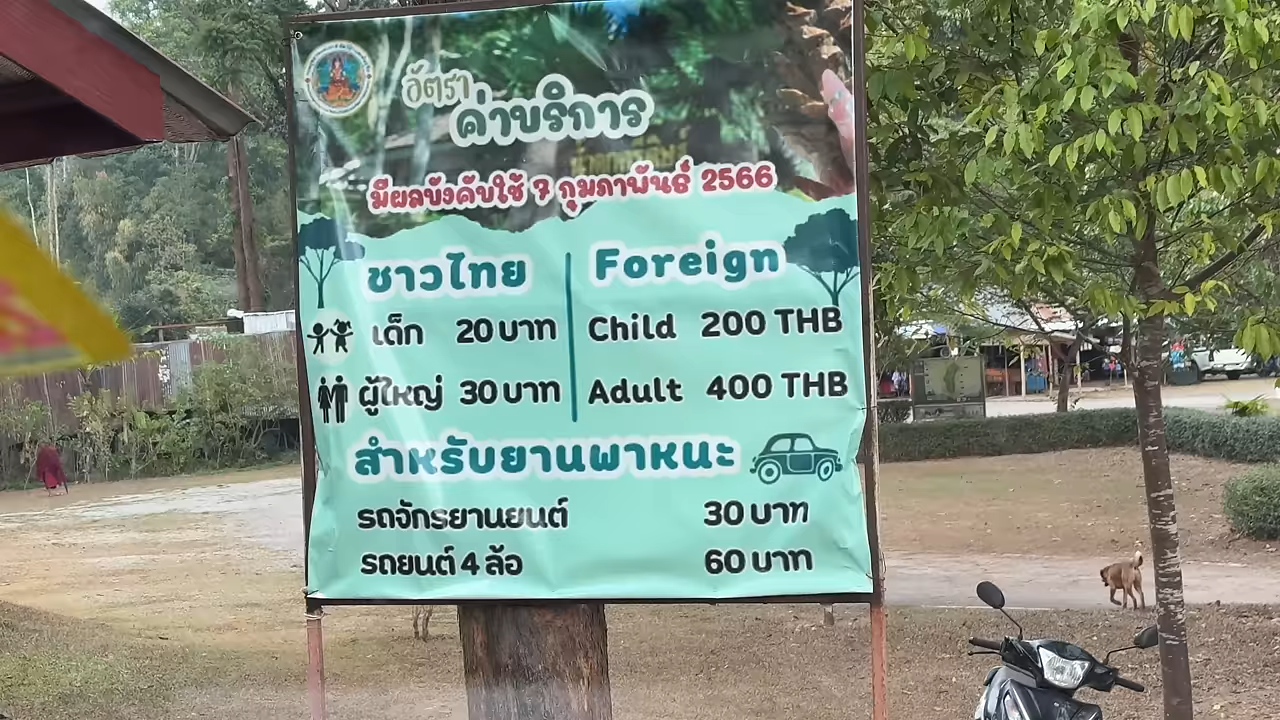 อัตรา
ค่าบริการ
มีผลบังคับใช้ 7 กุมภาพันธ์ 2566
ชาวไทย
เด็ก 20 บาท
ผู้ใหญ่ 30 บาท
Foreign
Child 200 THB
Adult 400 THB
สำหรับยานพาหนะ
รถจักรยานยนต์ 30 บาท
รถยนต์ 4 ล้อ 60 บาท